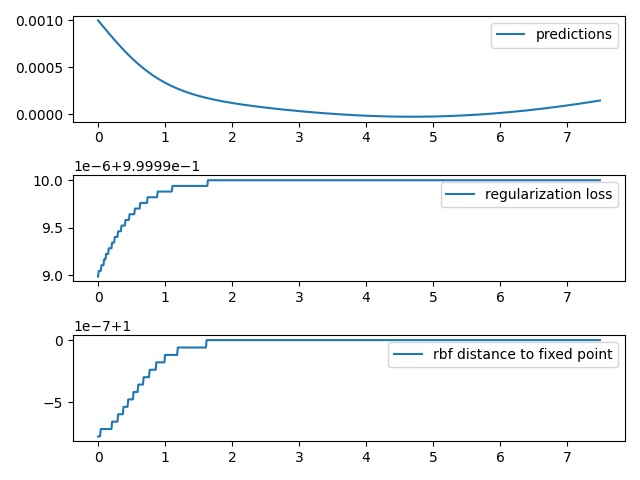 0.0010
predictions
0.0005
0.0000
0 1 2 3 4 5 6 7
1e-6+9.9999e-1
10.0
regularization loss
9.5
9.0
0 1 2 3 4 5 6 7
1e-7+1
0
rbf distance to fixed point
−5
0 1 2 3 4 5 6 7